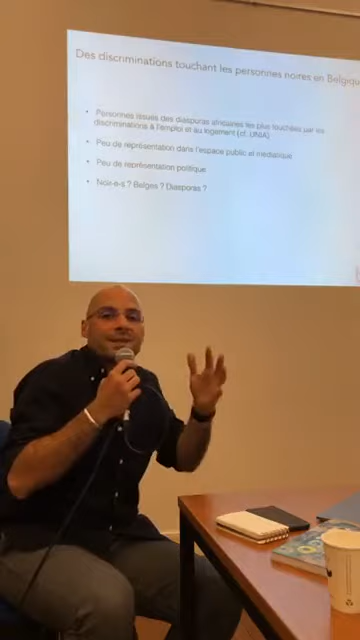 Des discriminations touchant les personnes noires en Belgique
• Personnes issues des diasporas africaines les plus touchées par les
discriminations à l'emploi et au logement (cf. UNIA)
• Peu de représentation dans l'espace public et médiatique
• Peu de représentation politique
• Noir-e-s ? Belges ? Diasporas ?